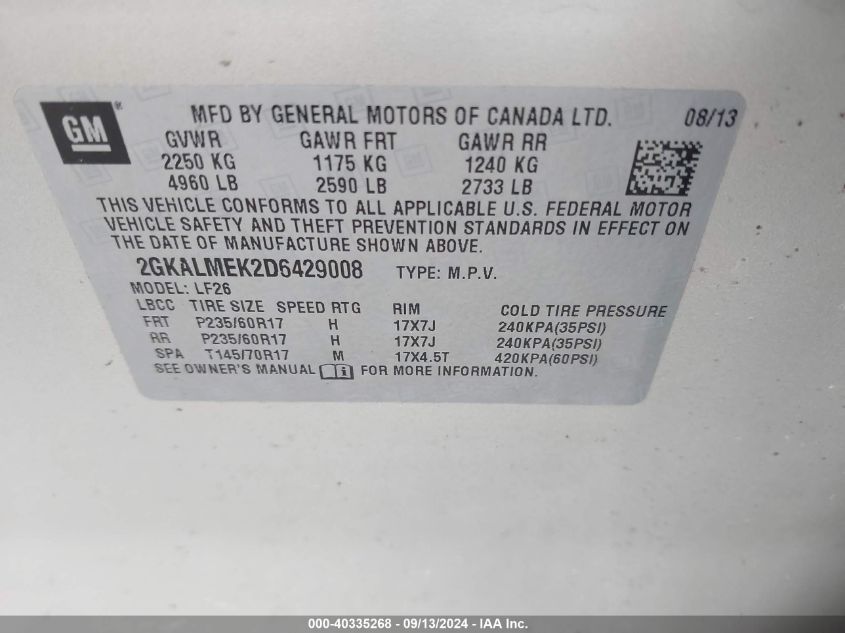 GM®
MFD BY GENERAL MOTORS OF CANADA LTD. 08/13
GVWR GAWR FRT GAWR RR
2250 KG 1175 KG 1240 KG
4960 LB 2590 LB 2733 LB
THIS VEHICLE CONFORMS TO ALL APPLICABLE U.S. FEDERAL MOTOR
VEHICLE SAFETY AND THEFT PREVENTION STANDARDS IN EFFECT ON
THE DATE OF MANUFACTURE SHOWN ABOVE.
2GKALMEK2D6429008 TYPE: M.P.V.
MODEL: LF26
LBCC TIRE SIZE SPEED RTG RIM COLD TIRE PRESSURE
FRT P235/60R17 H 17X7J 240KPA(35PSI)
RR P235/60R17 H 17X7J 240KPA(35PSI)
SPA T145/70R17 M 17X4.5T 420KPA(60PSI)
SEE OWNER'S MANUAL FOR MORE INFORMATION.
000-40335268 - 09/13/2024 - IAA Inc.